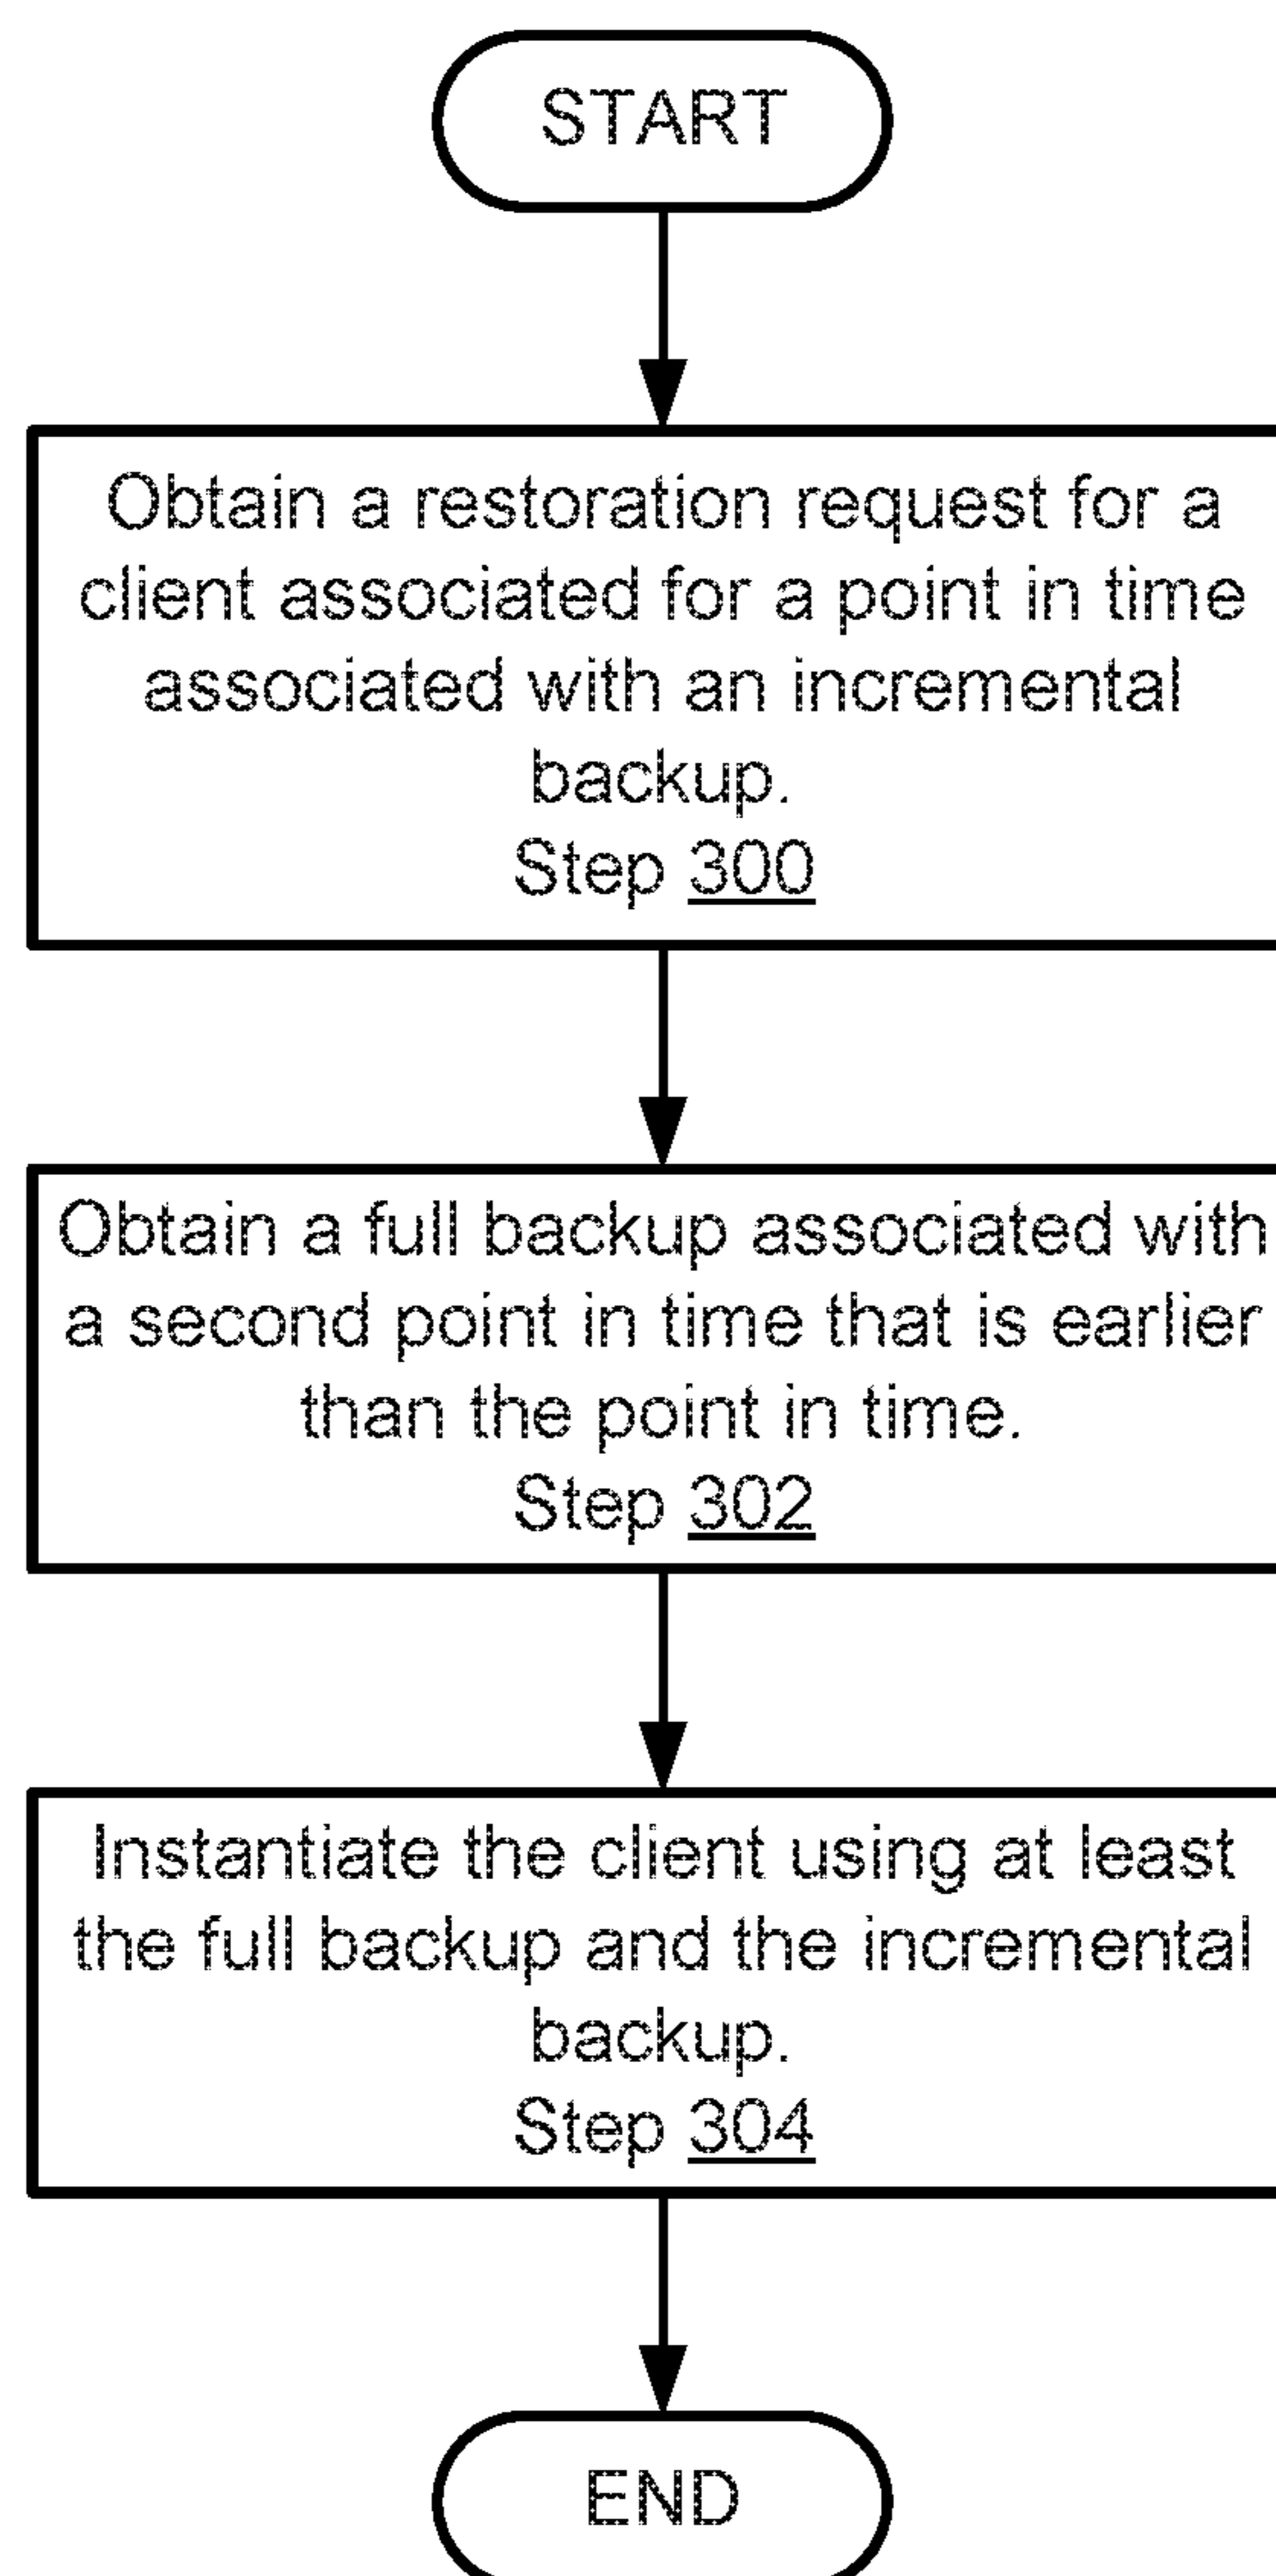 START
Obtain a restoration request for a
client associated for a point in time
associated with an incremental
backup.
Step 300
Obtain a full backup associated with
a second point in time that is earlier
than the point in time.
Step 302
Instantiate the client using at least
the full backup and the incremental
backup.
Step 304
END